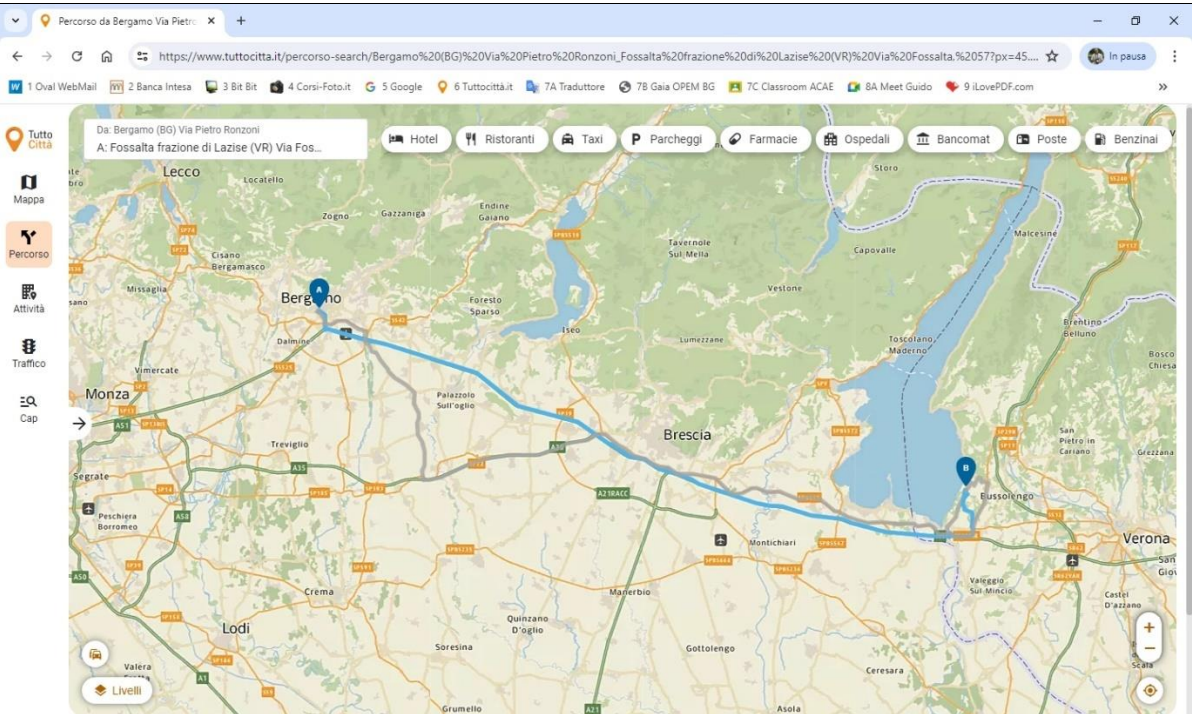 Percorso da Bergamo Via Pietro
https://www.tuttocitta.it/percorso-search/Bergamo%20(BG)%20Via%20Pietro%20Ronzoni_Fossalta%20frazione%20di%20Lazise%20(VR)%20Via%20Fossalta.%2057?px=45....
In pausa
1 Oval WebMail
2 Banca Intesa
3 Bit Bit
4 Corsi-Foto.it
5 Google
6 Tuttocittà.it
7A Traduttore
7B Gaia OPEM BG
7C Classroom ACAE
8A Meet Guido
9 iLovePDF.com
Tutto
Città
Da: Bergamo (BG) Via Pietro Ronzoni
A: Fossalta frazione di Lazise (VR) Via Fos...
Hotel
Ristoranti
Taxi
P Parcheggi
Farmacie
Ospedali
Bancomat
Poste
Benzinai
Mappa
Percorso
Attività
Traffico
Cap
Lecco
Locatello
Storo
Zogno
Gazzaniga
Endine
Gaiano
Malcesine
Tavernole
Sul Mella
Capovalle
Cisano
Bergamasco
Missaglia
Vestone
Foresto
Sparso
Dalmine
Iseo
Lumezzane
Toscolano
Maderno
Brentino
Belluno
Bosco
Chiesa
Vimercate
Monza
Palazzolo
Sull'oglio
A51
Brescia
San
Pietro in
Cariano
Grezzana
Treviglio
A35
Segrate
A21RACC
Bussolengo
Peschiera
Borromeo
A58
Montichiari
Verona
A50
Crema
Manerbio
Valeggio
Sul Mincio
Castel
D'azzano
Lodi
Quinzano
D'oglio
Soresina
Gottolengo
Valera
Fratta
A1
Ceresara
Livelli
Grumello
A21
Asola
A
B